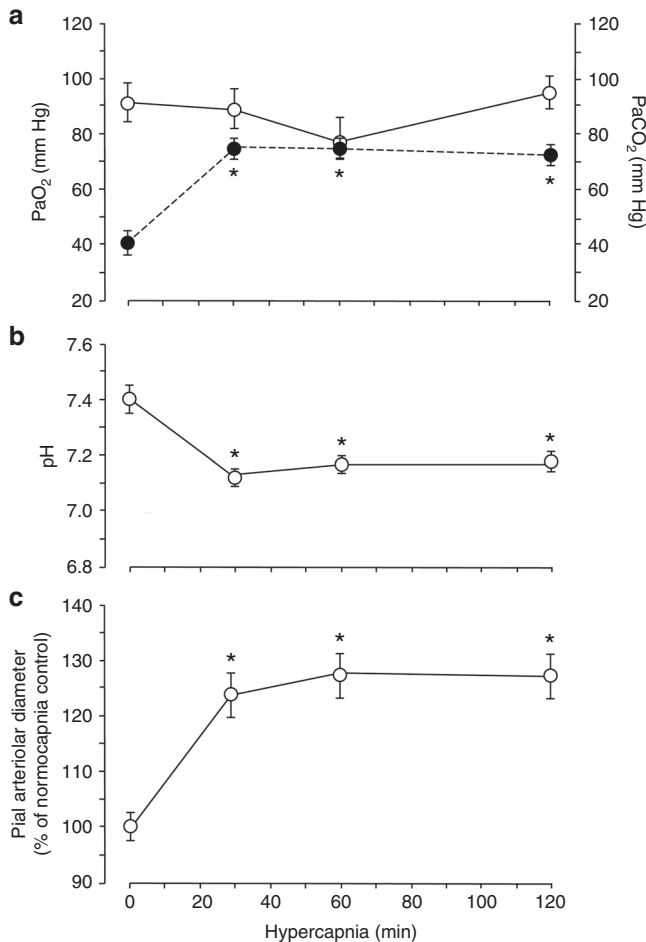 a
120
100
80
60
40
20
PaO2 (mm Hg)
* * *
120
100
80
60
40
20
PaCO2 (mm Hg)
b
7.6
7.4
7.2
7.0
6.8
pH
* * *
c
140
130
120
110
100
90
Pial arteriolar diameter
(% of normocapnia control)
* * *
0 20 40 60 80 100 120
Hypercapnia (min)